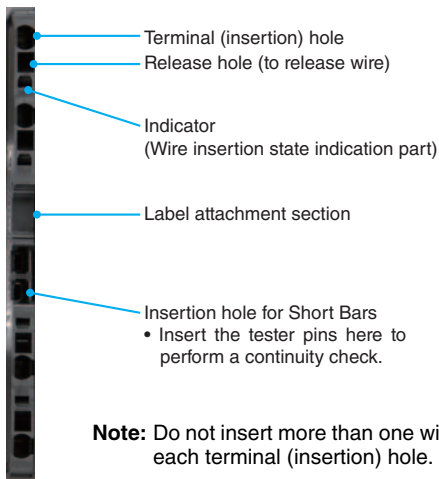 Terminal (insertion) hole
Release hole (to release wire)
Indicator
(Wire insertion state indication part)
Label attachment section
Insertion hole for Short Bars
• Insert the tester pins here to
perform a continuity check.
Note: Do not insert more than one
each terminal (insertion) hole.